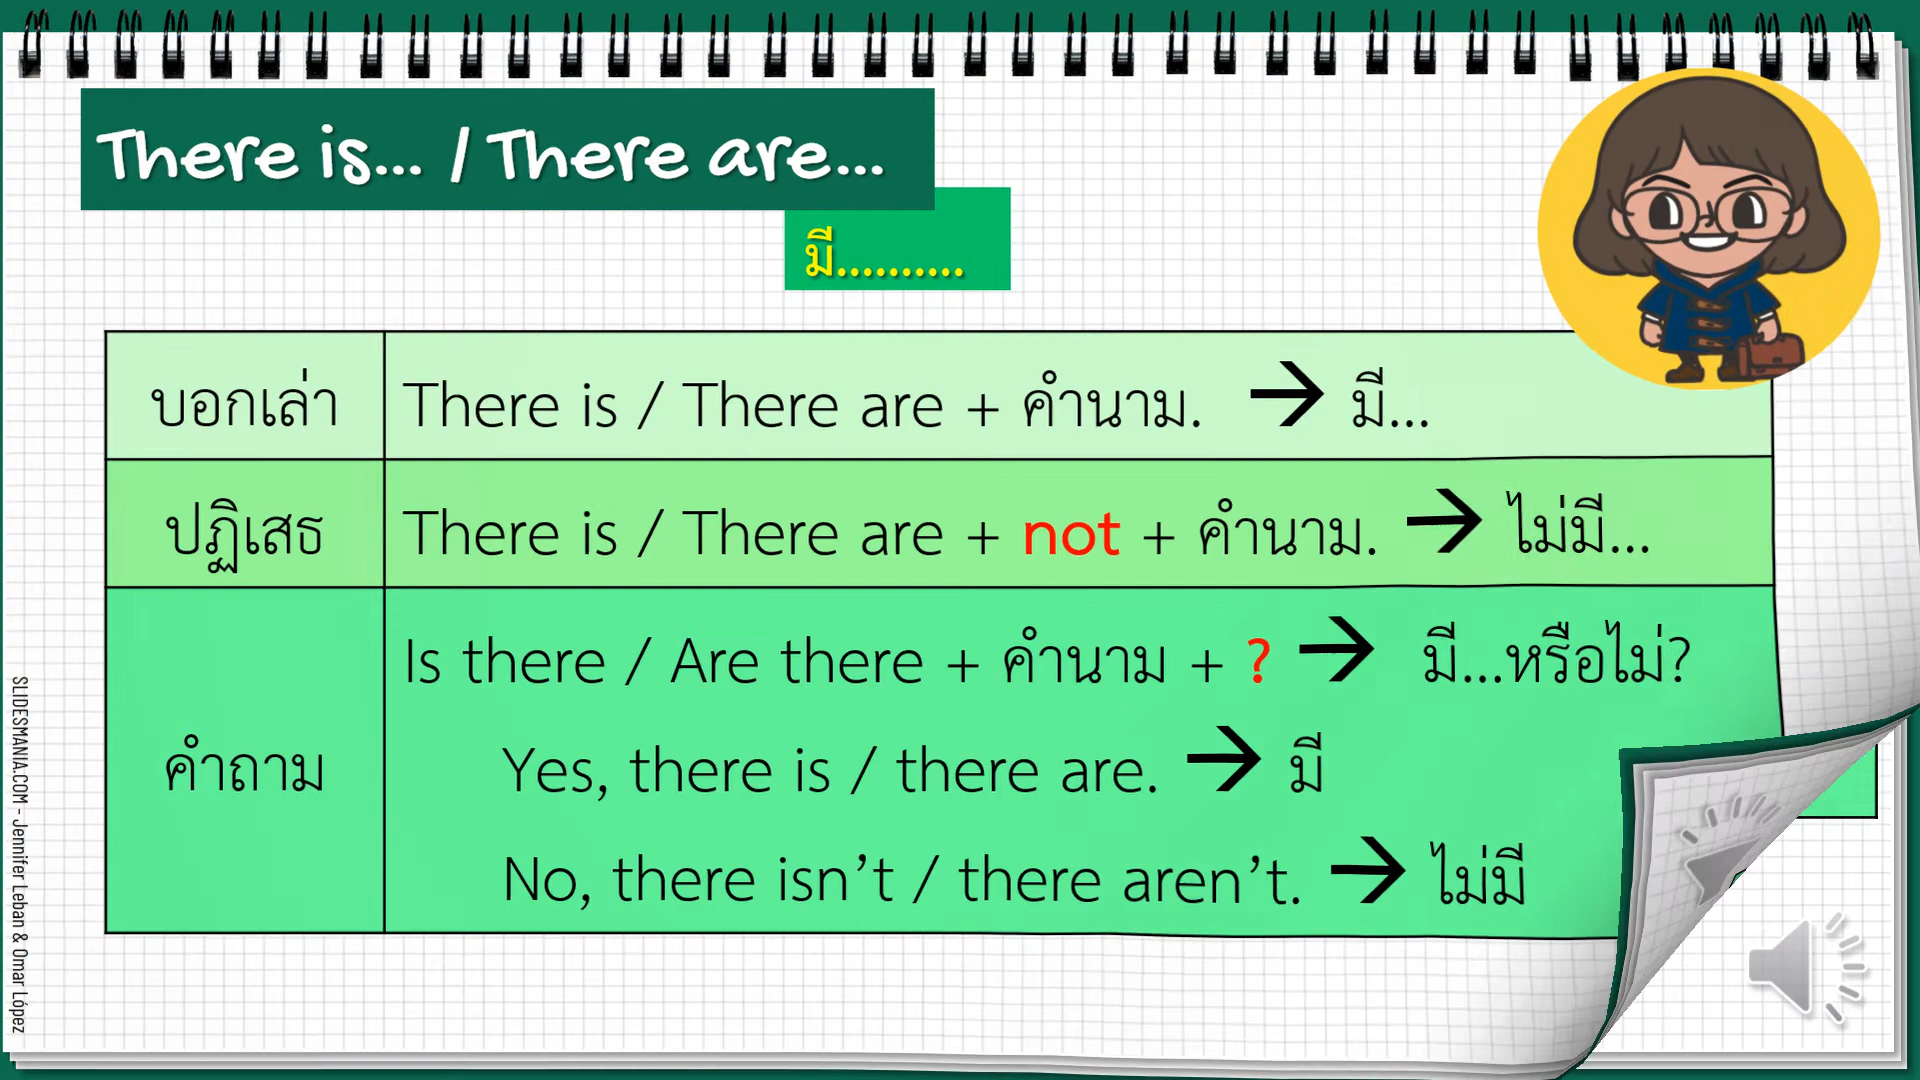 There is... / There are...
มี..........
บอกเล่า
There is / There are + คำนาม. → มี...
ปฏิเสธ
There is / There are + not + คำนาม. → ไม่มี...
คำถาม
Is there / Are there + คำนาม + ? → มี...หรือไม่?
Yes, there is / there are. → มี
No, there isn’t / there aren’t. → ไม่มี
SLIDESMANIA.COM - Jennifer Leban & Omar López